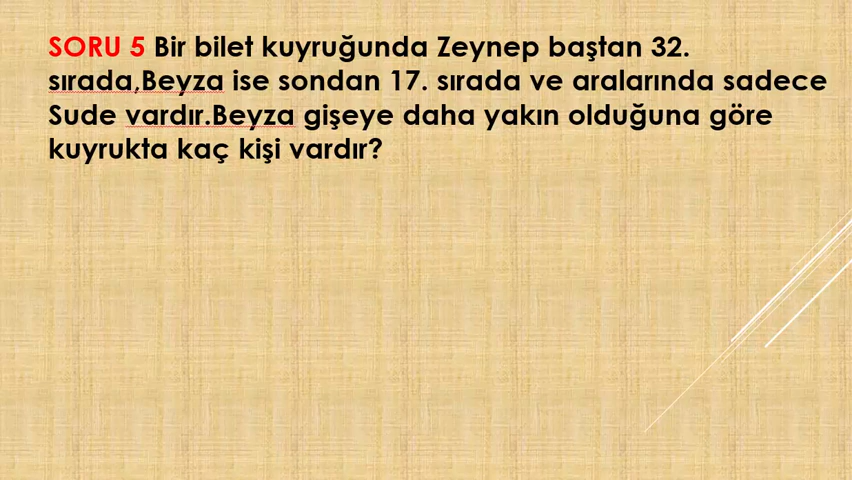 SORU 5 Bir bilet kuyruğunda Zeynep baştan 32.
sırada,Beyza ise sondan 17. sırada ve aralarında sadece
Sude vardır.Beyza gişeye daha yakın olduğuna göre
kuyrukta kaç kişi vardır?